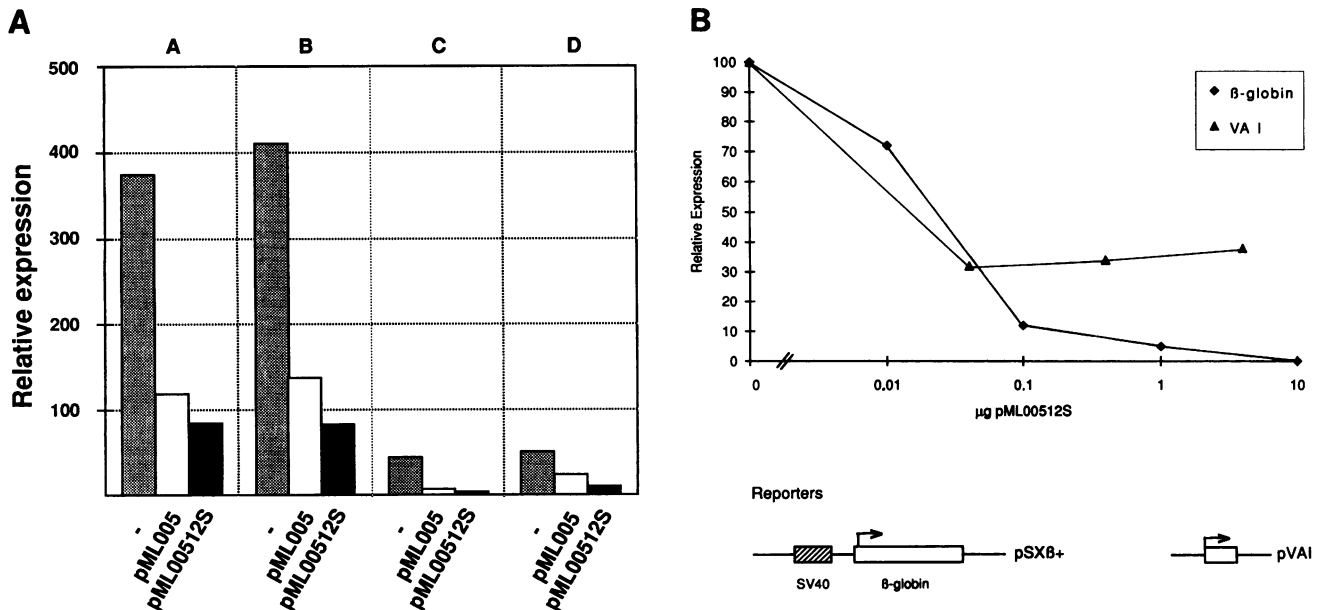 A
A B C D
500
400
300
200
100
Relative expression
-
pML005
pML00512S
-
pML005
pML00512S
-
pML005
pML00512S
-
pML005
pML00512S
B
100
90
80
70
60
50
40
30
20
10
0
Relative Expression
ß-globin
VA I
0 0.01 0.1 1 10
µg pML00512S
Reporters
pSXß+
SV40 ß-globin
pVAI